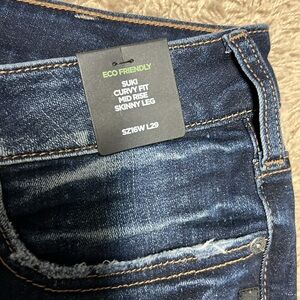 ECO FRIENDLY
SUKI
CURVY FIT
MID RISE
SKINNY LEG
SZ16W L29